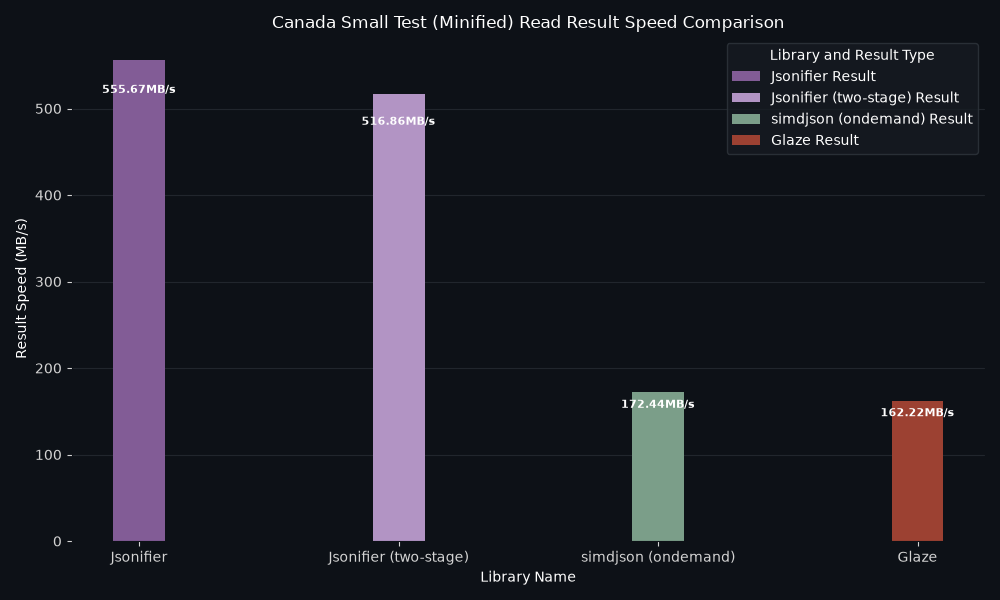 Canada Small Test (Minified) Read Result Speed Comparison
Library and Result Type
Jsonifier Result
Jsonifier (two-stage) Result
simdjson (ondemand) Result
Glaze Result
555.67MB/s
516.86MB/s
172.44MB/s
162.22MB/s
Result Speed (MB/s)
500
400
300
200
100
0
Jsonifier
Jsonifier (two-stage)
simdjson (ondemand)
Glaze
Library Name